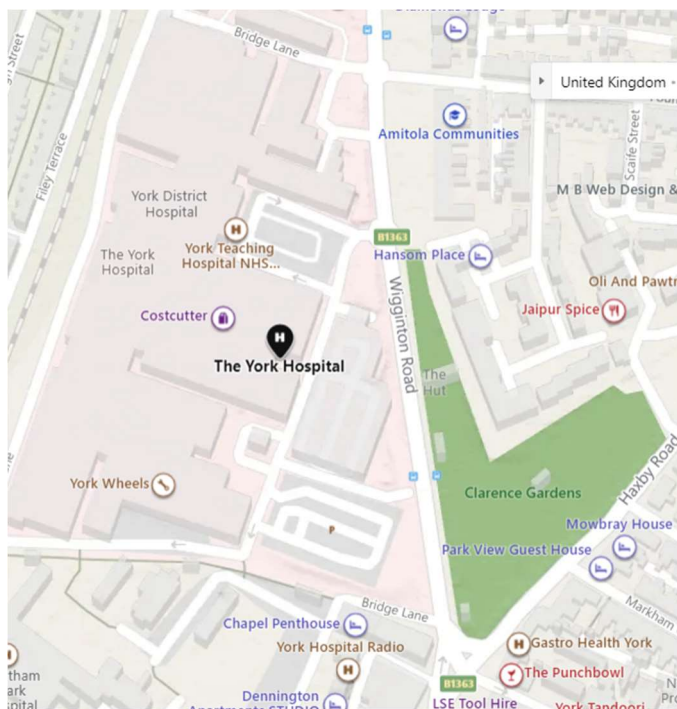 Bridge Lane
United Kingdom
Amitola Communities
Scaife Street
Filey Terrace
M B Web Design &
York District
Hospital
The York
Hospital
York Teaching
Hospital NHS...
B1363
Hansom Place
Wigginton Road
Oli And Pawtr
Jaipur Spice
Costcutter
The York Hospital
The
Hut
York Wheels
Clarence Gardens
Haxby Road
P
Mowbray House
Park View Guest House
Markham
Bridge Lane
Chapel Penthouse
York Hospital Radio
Gastro Health York
The Punchbowl
B1363
LSE Tool Hire
Dennington
York Tandoori